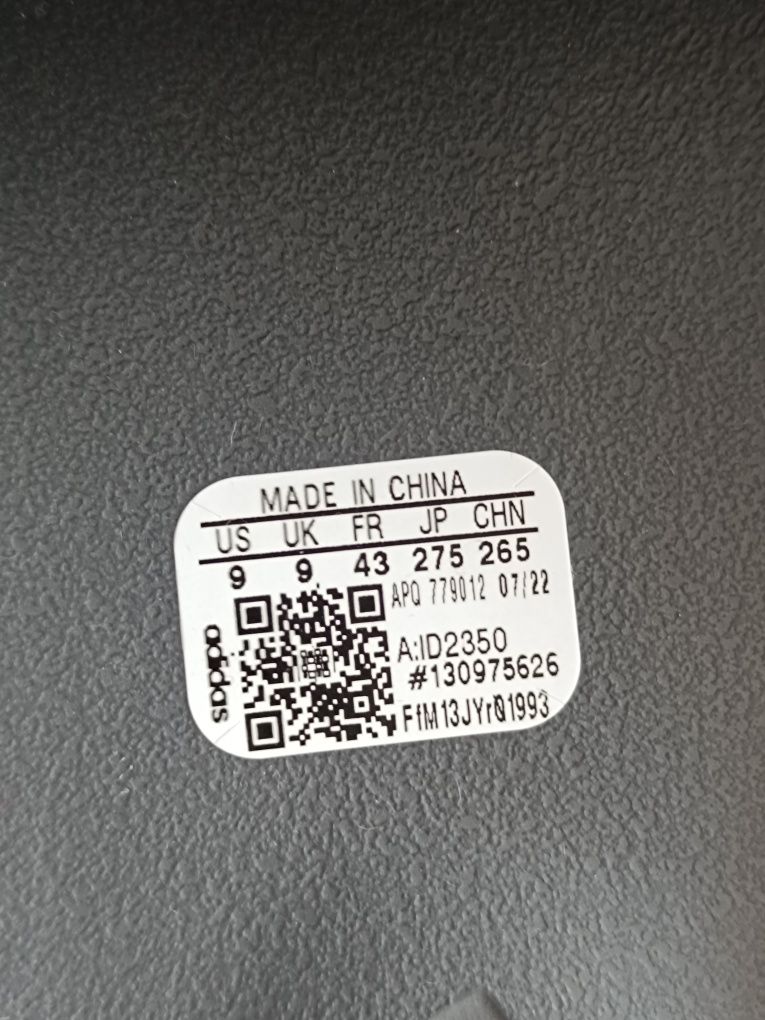 MADE IN CHINA
US UK FR JP CHN
9 9 43 275 265
APQ 779012 07/22
A:ID2350
#130975626
FfM13JYrQ1993
adidas